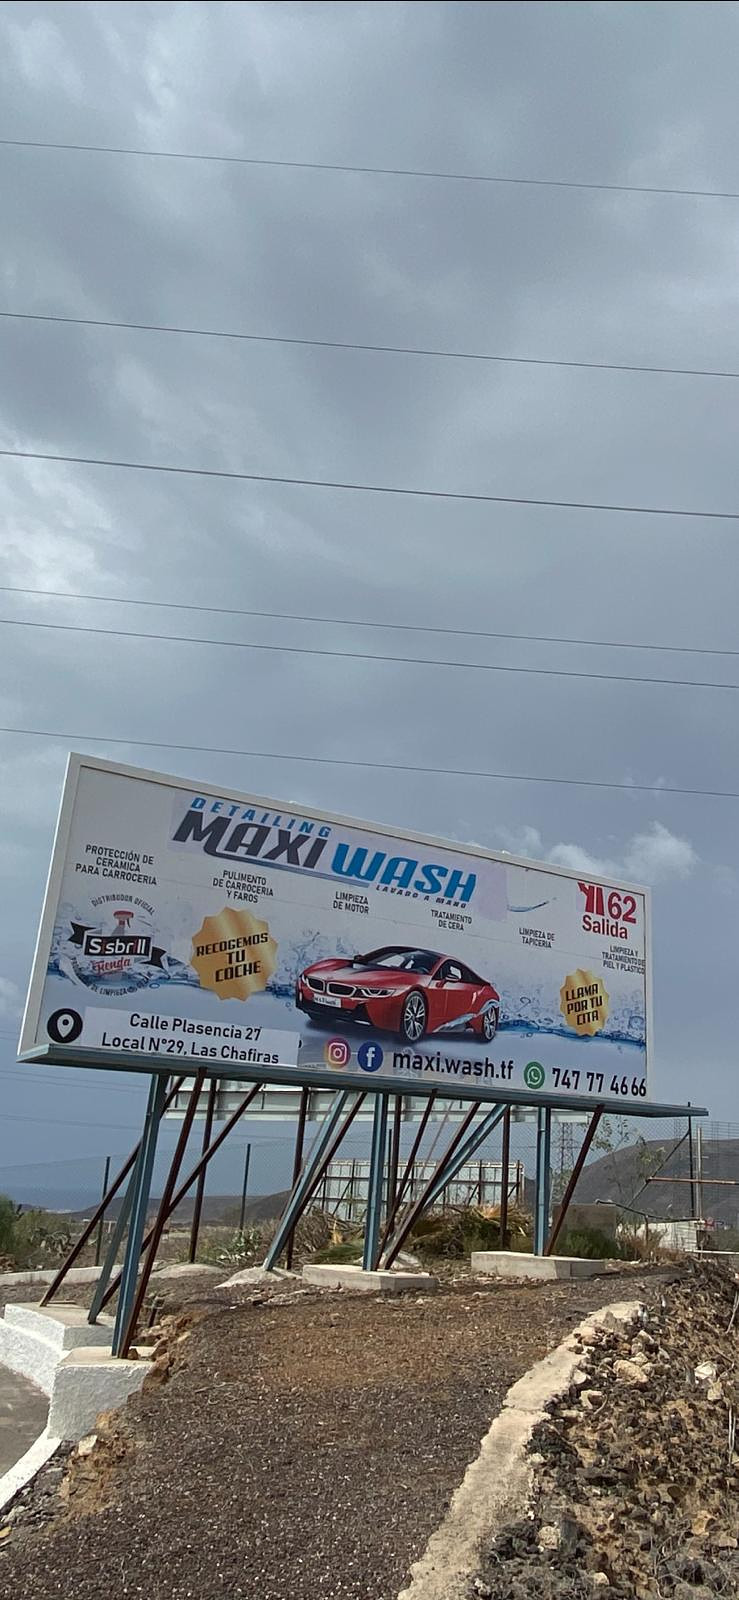 DETAILING
MAXI WASH
LAVADO A MANO
PROTECCIÓN DE
CERAMICA
PARA CARROCERIA
PULIMENTO
DE CARROCERIA
Y FAROS
LIMPIEZA
DE MOTOR
TRATAMIENTO
DE CERA
LIMPIEZA DE
TAPICERIA
LIMPIEZA Y
TRATAMIENTO DE
PIEL Y PLASTICO
62
Salida
DISTRIBUIDOR OFICIAL
Sisbrill
Tienda
DE LIMPIEZA
RECOGEMOS
TU
COCHE
LLAMA
POR TU
CITA
Calle Plasencia 27
Local N°29, Las Chafiras
maxi.wash.tf
747 77 46 66